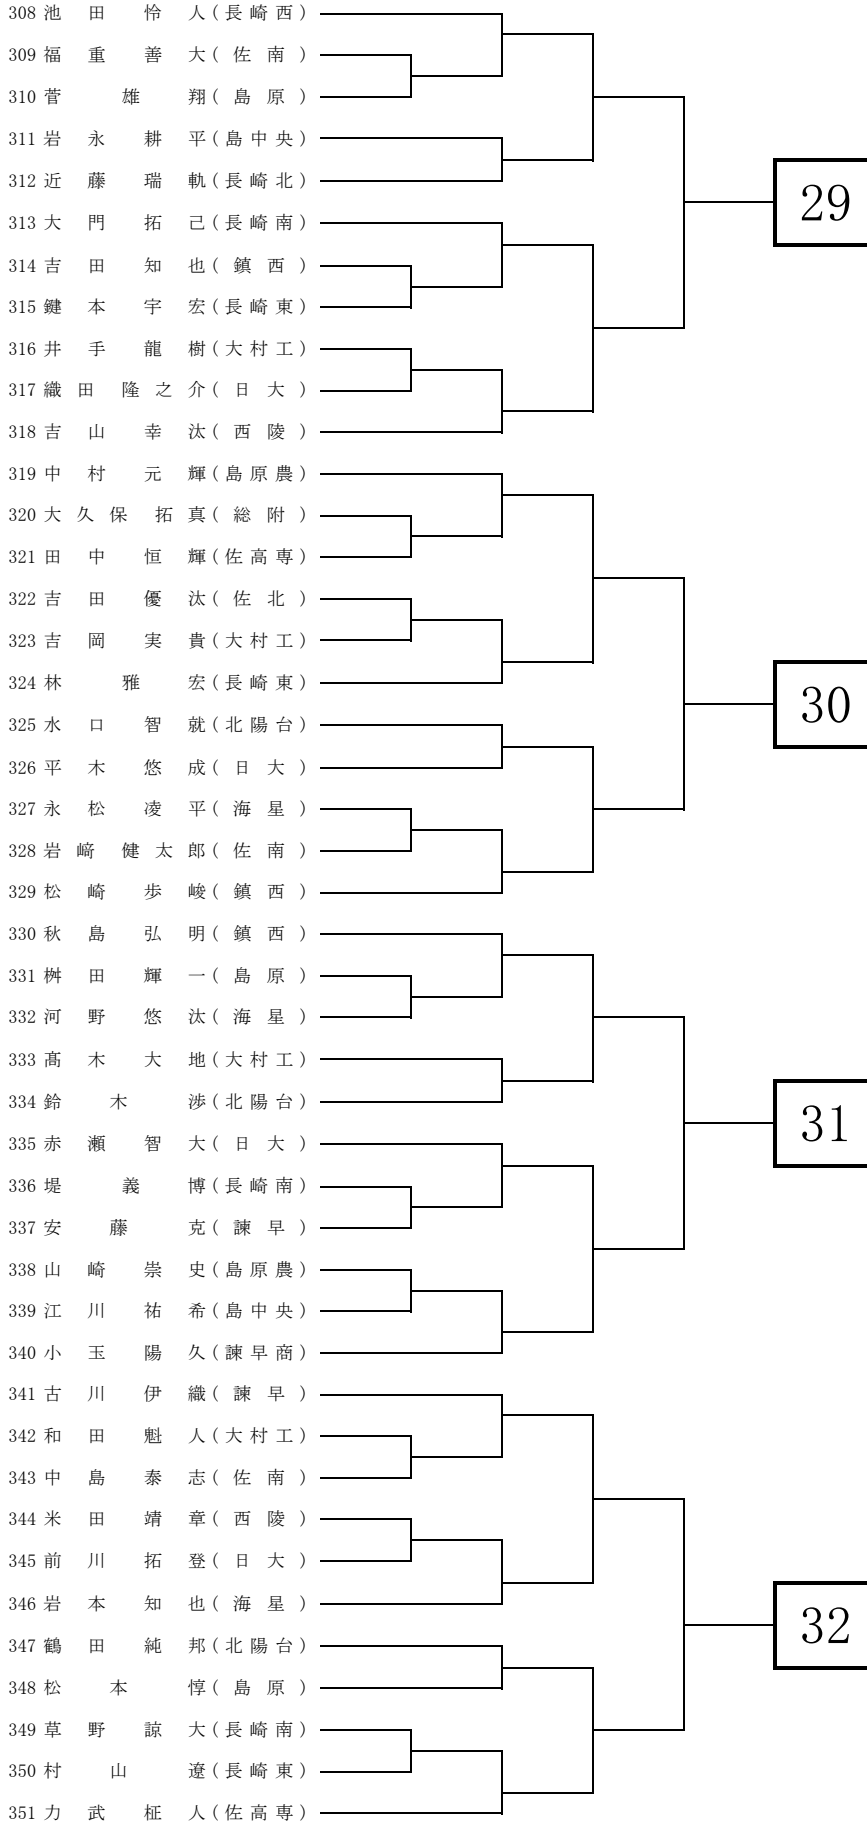 308 池田怜人(長崎西)
309 福重善大(佐南)
310 菅雄翔(島原)
311 岩永耕平(島中央)
312 近藤瑞軌(長崎北)
29
313 大門拓己(長崎南)
314 吉田知也(鎮西)
315 鍵本宇宏(長崎東)
316 井手龍樹(大村工)
317 織田隆之介(日大)
318 吉山幸汰(西陵)
319 中村元輝(島原農)
320 大久保拓真(総附)
321 田中恒輝(佐高専)
322 吉田優汰(佐北)
323 吉岡実貴(大村工)
324 林雅宏(長崎東)
30
325 水口智就(北陽台)
326 平木悠成(日大)
327 永松凌平(海星)
328 岩﨑健太郎(佐南)
329 松崎歩峻(鎮西)
330 秋島弘明(鎮西)
331 桝田輝一(島原)
332 河野悠汰(海星)
333 髙木大地(大村工)
334 鈴木渉(北陽台)
31
335 赤瀬智大(日大)
336 堤義博(長崎南)
337 安藤克(諫早)
338 山崎崇史(島原農)
339 江川祐希(島中央)
340 小玉陽久(諫早商)
341 古川伊織(諫早)
342 和田魁人(大村工)
343 中島泰志(佐南)
344 米田靖章(西陵)
345 前川拓登(日大)
346 岩本知也(海星)
32
347 鶴田純邦(北陽台)
348 松本惇(島原)
349 草野諒大(長崎南)
350 村山遼(長崎東)
351 力武柾人(佐高専)